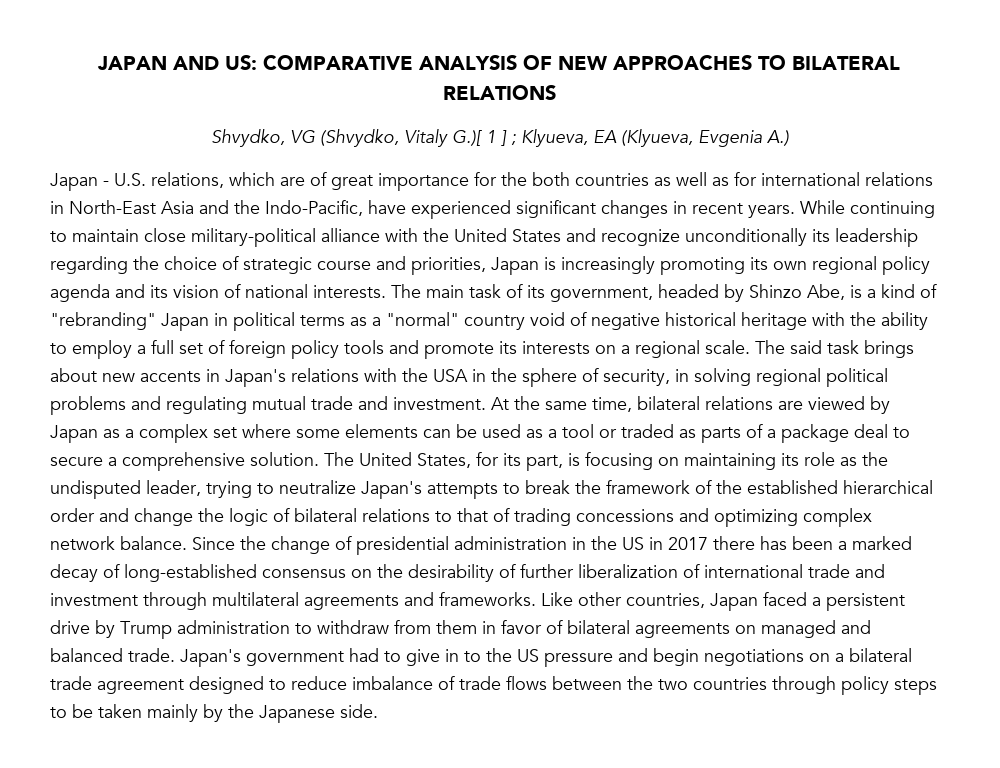 JAPAN AND US: COMPARATIVE ANALYSIS OF NEW APPROACHES TO BILATERAL
RELATIONS
Shvydko, VG (Shvydko, Vitaly G.)[ 1 ] ; Klyueva, EA (Klyueva, Evgenia A.)
Japan - U.S. relations, which are of great importance for the both countries as well as for international relations
in North-East Asia and the Indo-Pacific, have experienced significant changes in recent years. While continuing
to maintain close military-political alliance with the United States and recognize unconditionally its leadership
regarding the choice of strategic course and priorities, Japan is increasingly promoting its own regional policy
agenda and its vision of national interests. The main task of its government, headed by Shinzo Abe, is a kind of
"rebranding" Japan in political terms as a "normal" country void of negative historical heritage with the ability
to employ a full set of foreign policy tools and promote its interests on a regional scale. The said task brings
about new accents in Japan's relations with the USA in the sphere of security, in solving regional political
problems and regulating mutual trade and investment. At the same time, bilateral relations are viewed by
Japan as a complex set where some elements can be used as a tool or traded as parts of a package deal to
secure a comprehensive solution. The United States, for its part, is focusing on maintaining its role as the
undisputed leader, trying to neutralize Japan's attempts to break the framework of the established hierarchical
order and change the logic of bilateral relations to that of trading concessions and optimizing complex
network balance. Since the change of presidential administration in the US in 2017 there has been a marked
decay of long-established consensus on the desirability of further liberalization of international trade and
investment through multilateral agreements and frameworks. Like other countries, Japan faced a persistent
drive by Trump administration to withdraw from them in favor of bilateral agreements on managed and
balanced trade. Japan's government had to give in to the US pressure and begin negotiations on a bilateral
trade agreement designed to reduce imbalance of trade flows between the two countries through policy steps
to be taken mainly by the Japanese side.